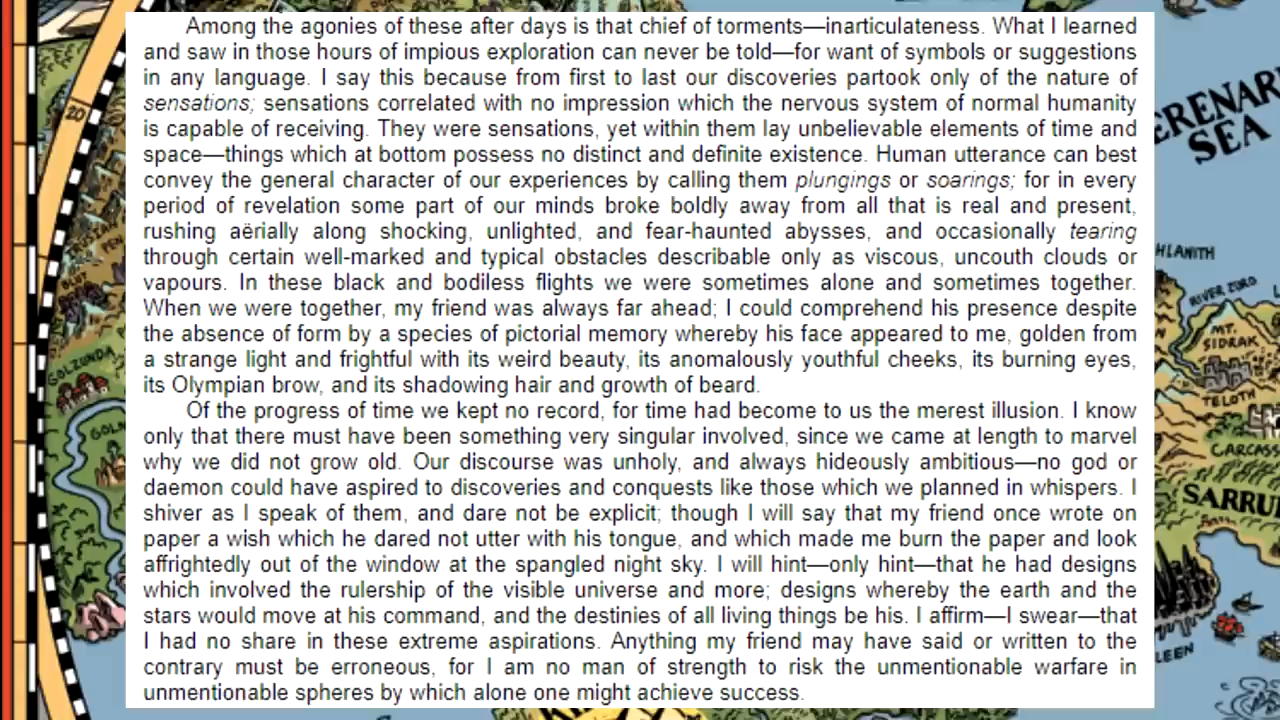 Among the agonies of these after days is that chief of torments—inarticulateness. What I learned
and saw in those hours of impious exploration can never be told—for want of symbols or suggestions
in any language. I say this because from first to last our discoveries partook only of the nature of
sensations; sensations correlated with no impression which the nervous system of normal humanity
is capable of receiving. They were sensations, yet within them lay unbelievable elements of time and
space—things which at bottom possess no distinct and definite existence. Human utterance can best
convey the general character of our experiences by calling them plungings or soarings; for in every
period of revelation some part of our minds broke boldly away from all that is real and present,
rushing aërially along shocking, unlighted, and fear-haunted abysses, and occasionally tearing
through certain well-marked and typical obstacles describable only as viscous, uncouth clouds or
vapours. In these black and bodiless flights we were sometimes alone and sometimes together.
When we were together, my friend was always far ahead; I could comprehend his presence despite
the absence of form by a species of pictorial memory whereby his face appeared to me, golden from
a strange light and frightful with its weird beauty, its anomalously youthful cheeks, its burning eyes,
its Olympian brow, and its shadowing hair and growth of beard.
Of the progress of time we kept no record, for time had become to us the merest illusion. I know
only that there must have been something very singular involved, since we came at length to marvel
why we did not grow old. Our discourse was unholy, and always hideously ambitious—no god or
daemon could have aspired to discoveries and conquests like those which we planned in whispers. I
shiver as I speak of them, and dare not be explicit; though I will say that my friend once wrote on
paper a wish which he dared not utter with his tongue, and which made me burn the paper and look
affrightedly out of the window at the spangled night sky. I will hint—only hint—that he had designs
which involved the rulership of the visible universe and more; designs whereby the earth and the
stars would move at his command, and the destinies of all living things be his. I affirm—I swear—that
I had no share in these extreme aspirations. Anything my friend may have said or written to the
contrary must be erroneous, for I am no man of strength to risk the unmentionable warfare in
unmentionable spheres by which alone one might achieve success.
20
GOLZUNDA
GOLN
ERENAR
SEA
HLANITH
RIVER ZURO
MT.
SIDRAK
TELOTH
CARCASS
SARRU
LEEN